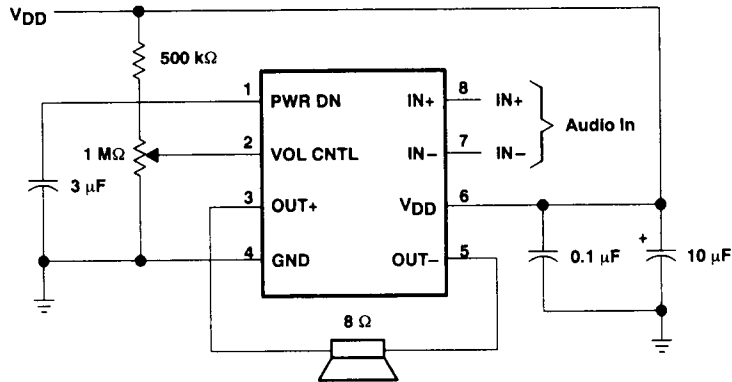 VDD
500 kΩ
1 PWR DN
8 IN+ IN+
Audio In
1 MΩ
2 VOL CNTL
7 IN− IN−
3 µF
3 OUT+
6 VDD
4 GND
5 OUT−
0.1 µF
+ 10 µF
8 Ω